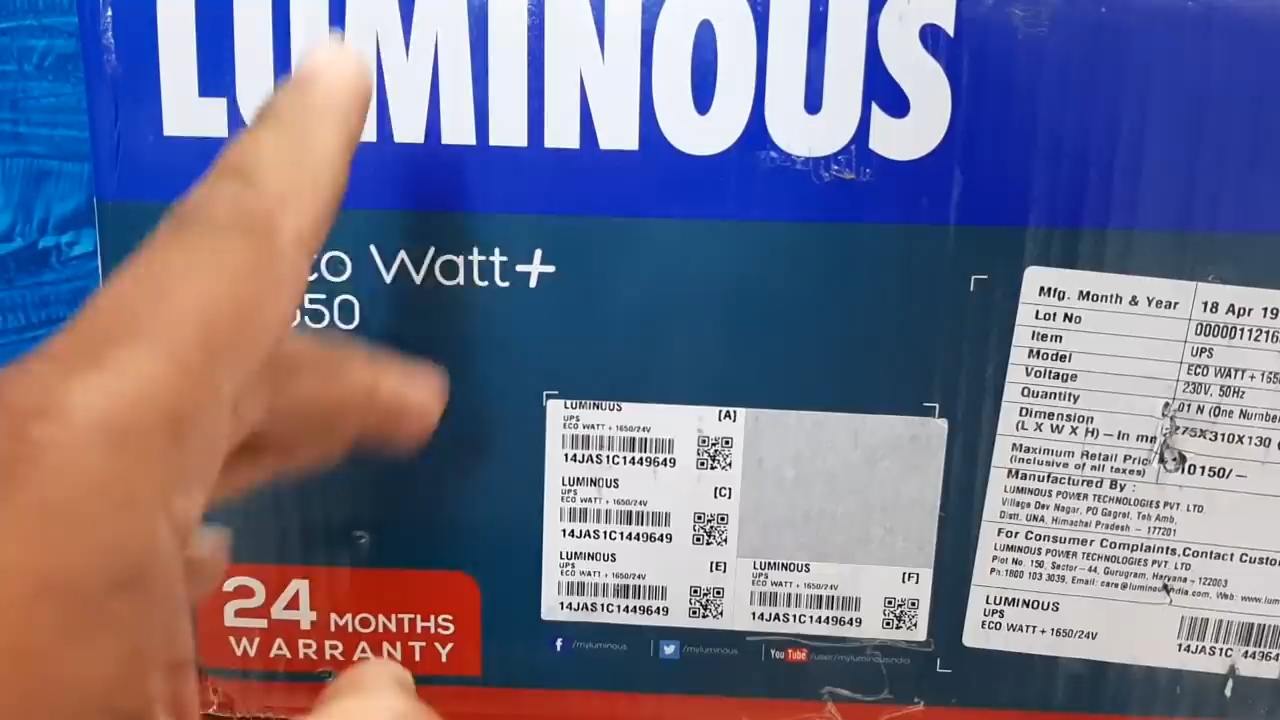 LUMINOUS
Watt+
650
24 MONTHS
WARRANTY
LUMINOUS [A]
UPS
ECO WATT + 1650/24V
14JAS1C1449649
LUMINOUS [C]
UPS
ECO WATT + 1650/24V
14JAS1C1449649
LUMINOUS [E]
UPS
ECO WATT + 1650/24V
14JAS1C1449649
LUMINOUS [F]
UPS
ECO WATT + 1650/24V
14JAS1C1449649
f /myluminous /myluminous You Tube /user/myluminousindia
Mfg. Month & Year 18 Apr 19
Lot No 0000011216
Item UPS
Model ECO WATT + 165
Voltage 230V, 50Hz
Quantity 01 N (One Numbe
Dimension
(L X W X H) – In mm 275X310X130
Maximum Retail Pric 10150/–
(inclusive of all taxes)
Manufactured By :
LUMINOUS POWER TECHNOLOGIES PVT. LTD.
Village Dev Nagar, PO Gagret, Teh Amb,
Distt. UNA, Himachal Pradesh – 177201
For Consumer Complaints,Contact Custo
LUMINOUS POWER TECHNOLOGIES PVT. LTD
Plot No. 150, Sector – 44, Gurugram, Haryana – 122003
Ph:1800 103 3039, Email: care@luminousindia.com, Web: www.lum
LUMINOUS
UPS
ECO WATT + 1650/24V
14JAS1C14496